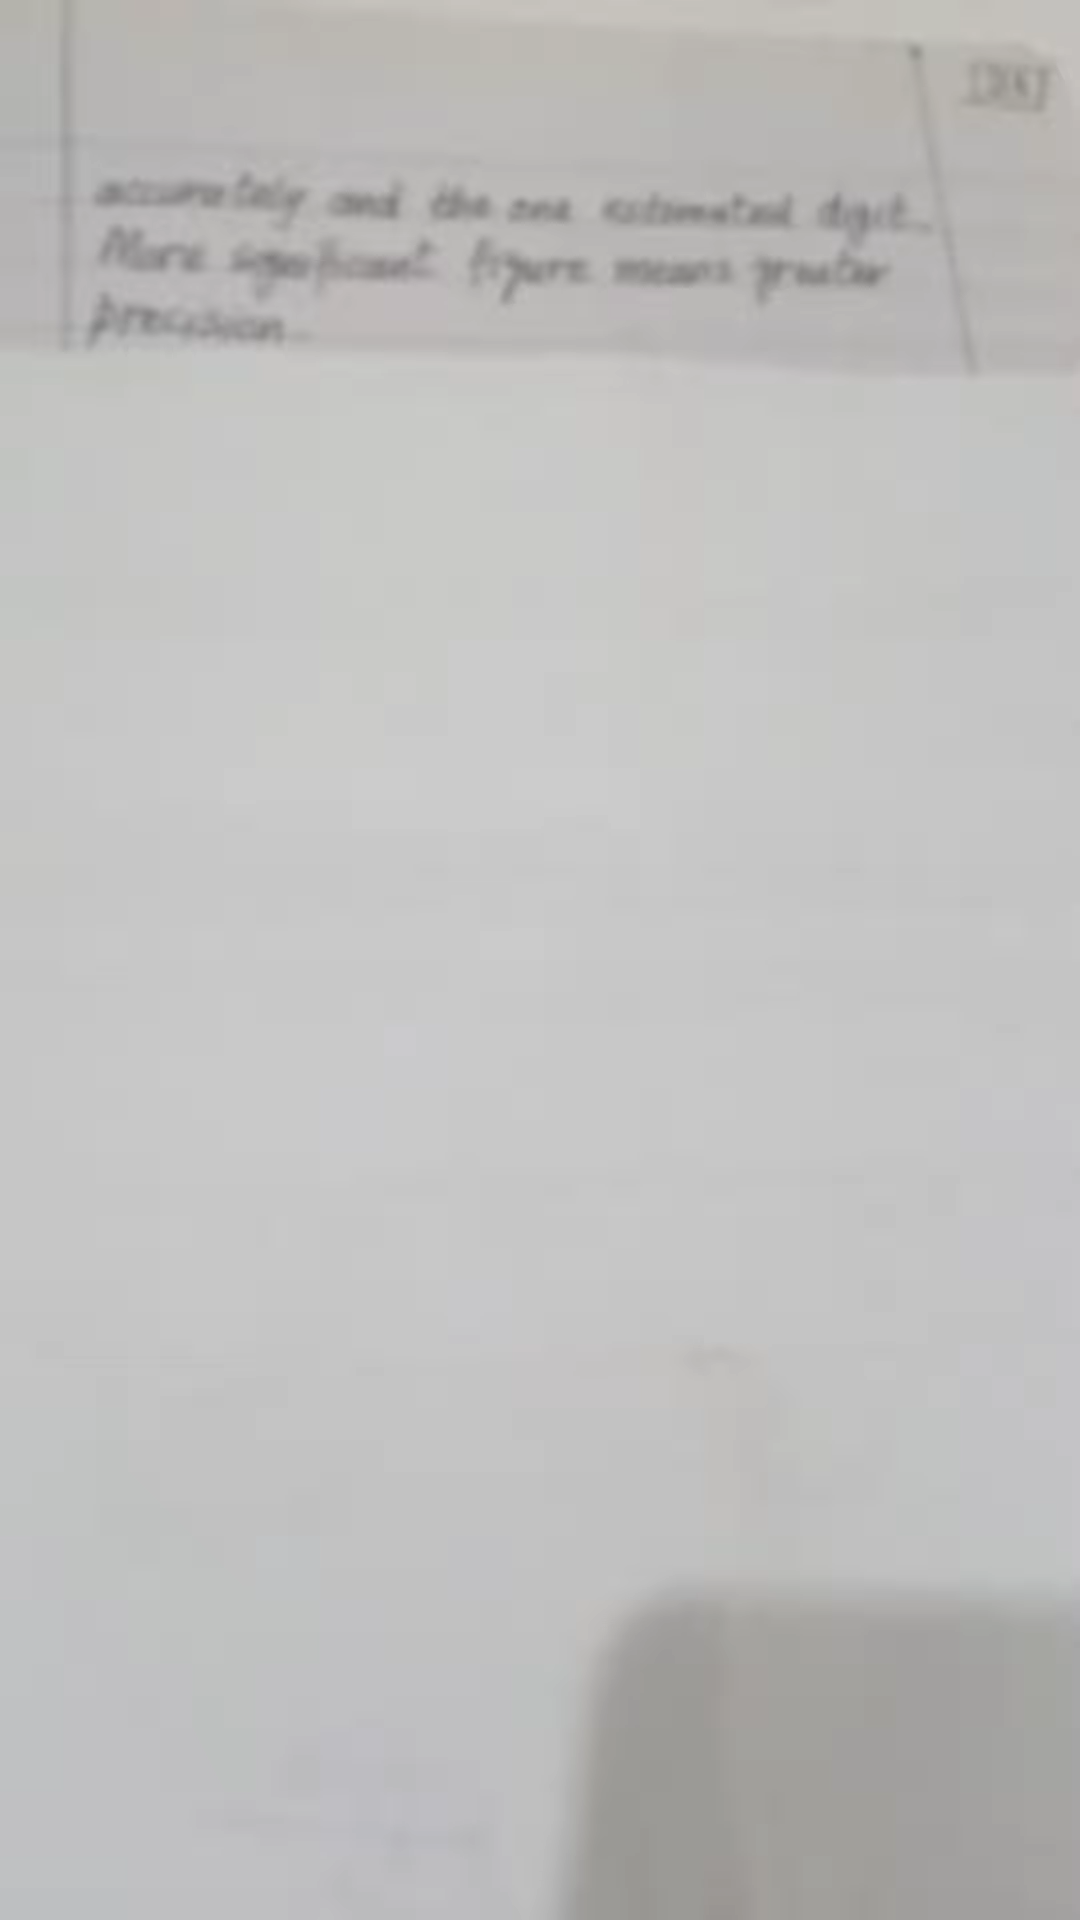 accurately and the one estimated digit.
More significant figure means greater
precision.